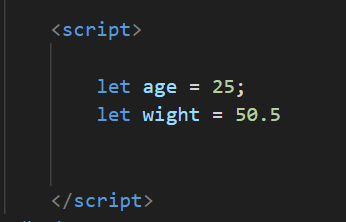 <script>
let age = 25;
let wight = 50.5
</script>